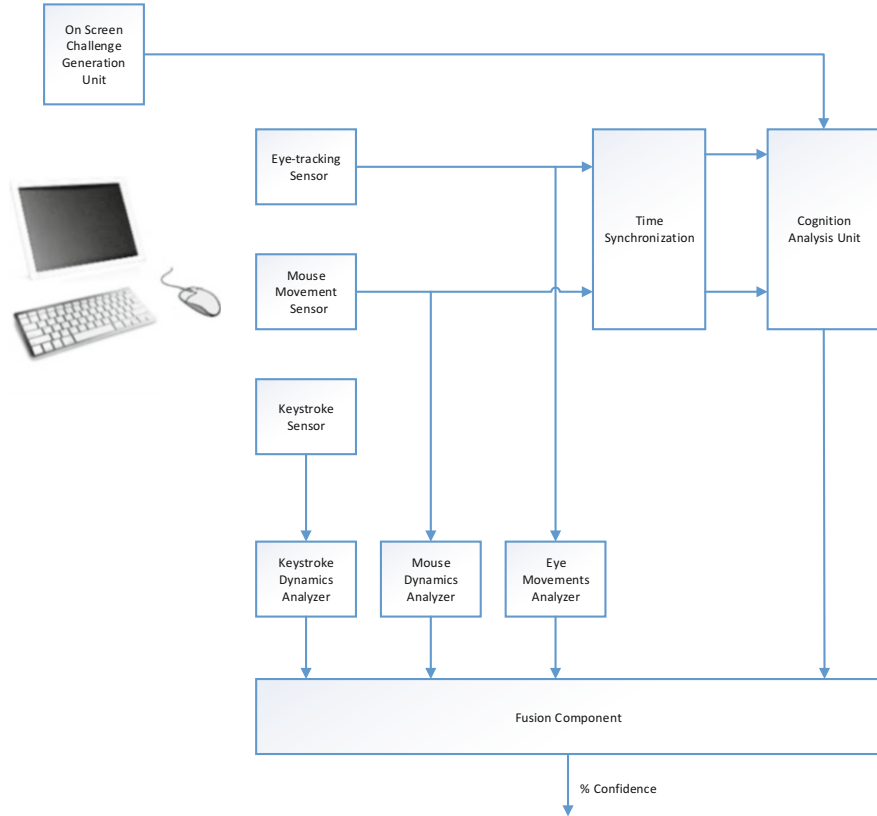 On Screen
Challenge
Generation
Unit
Eye-tracking
Sensor
Time
Synchronization
Cognition
Analysis Unit
Mouse
Movement
Sensor
Keystroke
Sensor
Keystroke
Dynamics
Analyzer
Mouse
Dynamics
Analyzer
Eye
Movements
Analyzer
Fusion Component
% Confidence